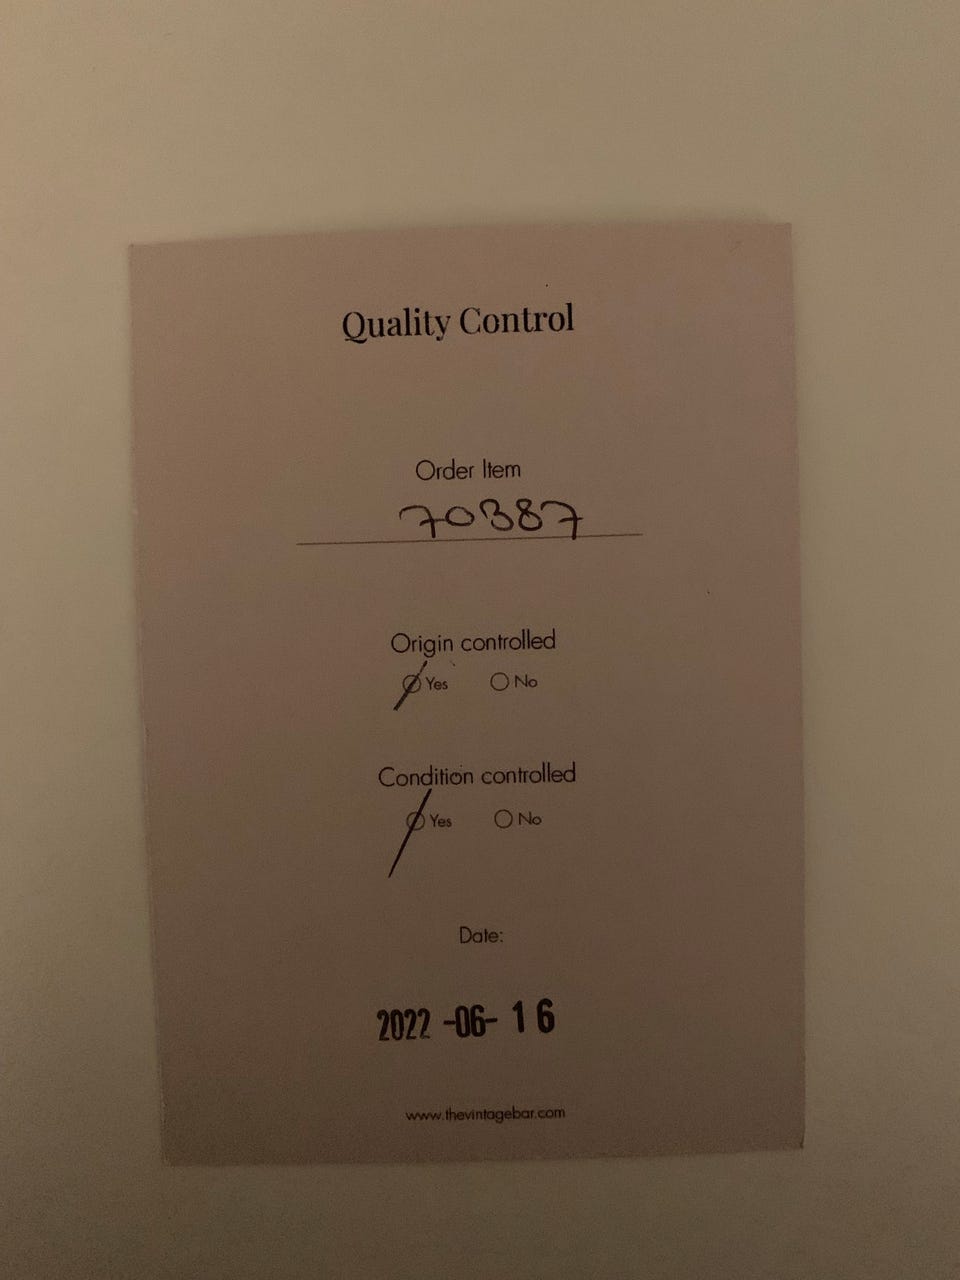 Quality Control
Order Item
70387
Origin controlled
Yes No
Condition controlled
Yes No
Date:
2022 -06- 16
www.thevintagebar.com